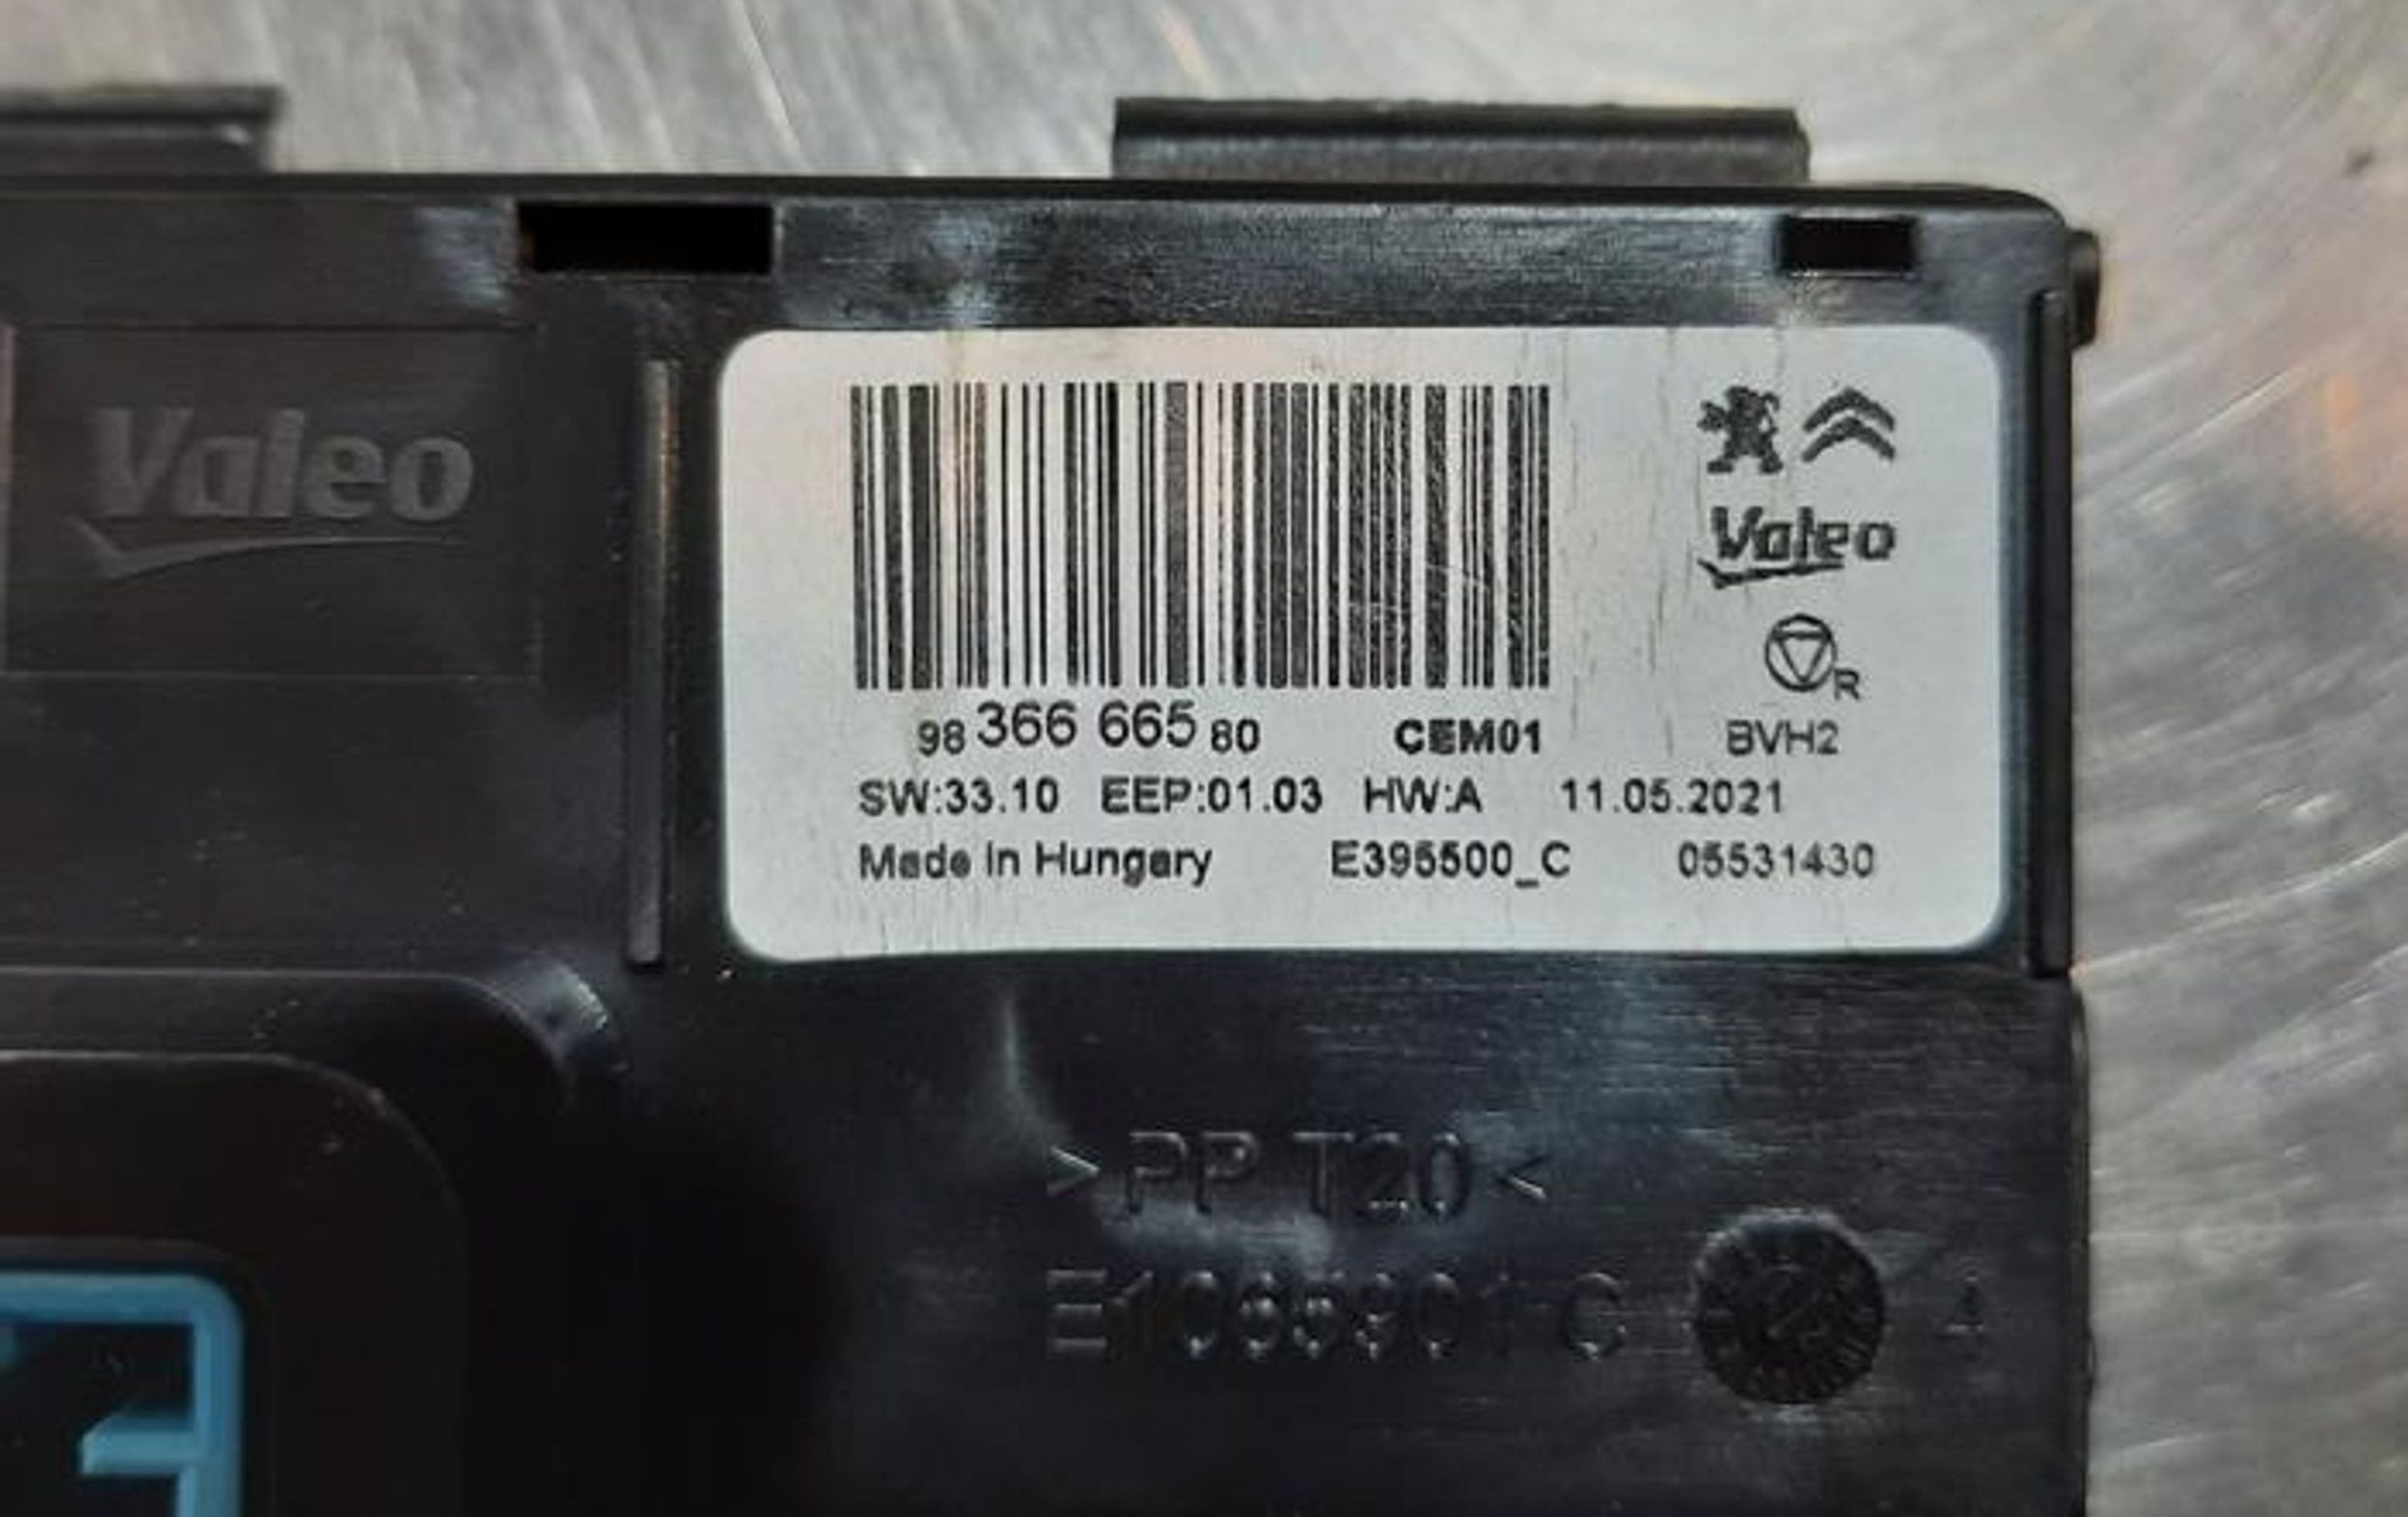 Valeo
Valeo
98 366 665 80 CEM01 BVH2
SW:33.10 EEP:01.03 HW:A 11.05.2021
Made in Hungary E395500_C 05531430
R
>PP T20<